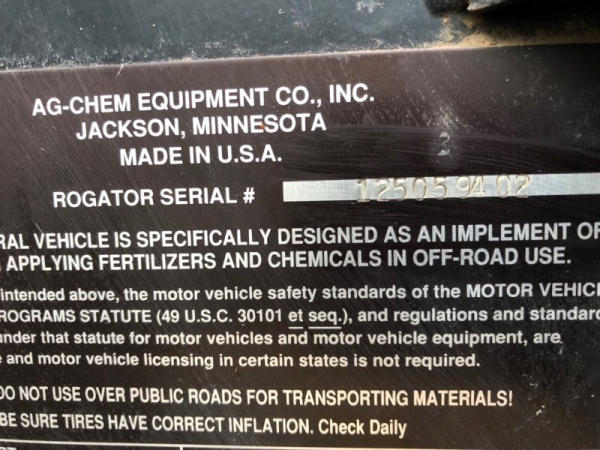 AG-CHEM EQUIPMENT CO., INC.
JACKSON, MINNESOTA
MADE IN U.S.A.
ROGATOR SERIAL # 12505 9402
RAL VEHICLE IS SPECIFICALLY DESIGNED AS AN IMPLEMENT OF
APPLYING FERTILIZERS AND CHEMICALS IN OFF-ROAD USE.
intended above, the motor vehicle safety standards of the MOTOR VEHIC
ROGRAMS STATUTE (49 U.S.C. 30101 et seq.), and regulations and standard
under that statute for motor vehicles and motor vehicle equipment, are
e and motor vehicle licensing in certain states is not required.
DO NOT USE OVER PUBLIC ROADS FOR TRANSPORTING MATERIALS!
BE SURE TIRES HAVE CORRECT INFLATION. Check Daily